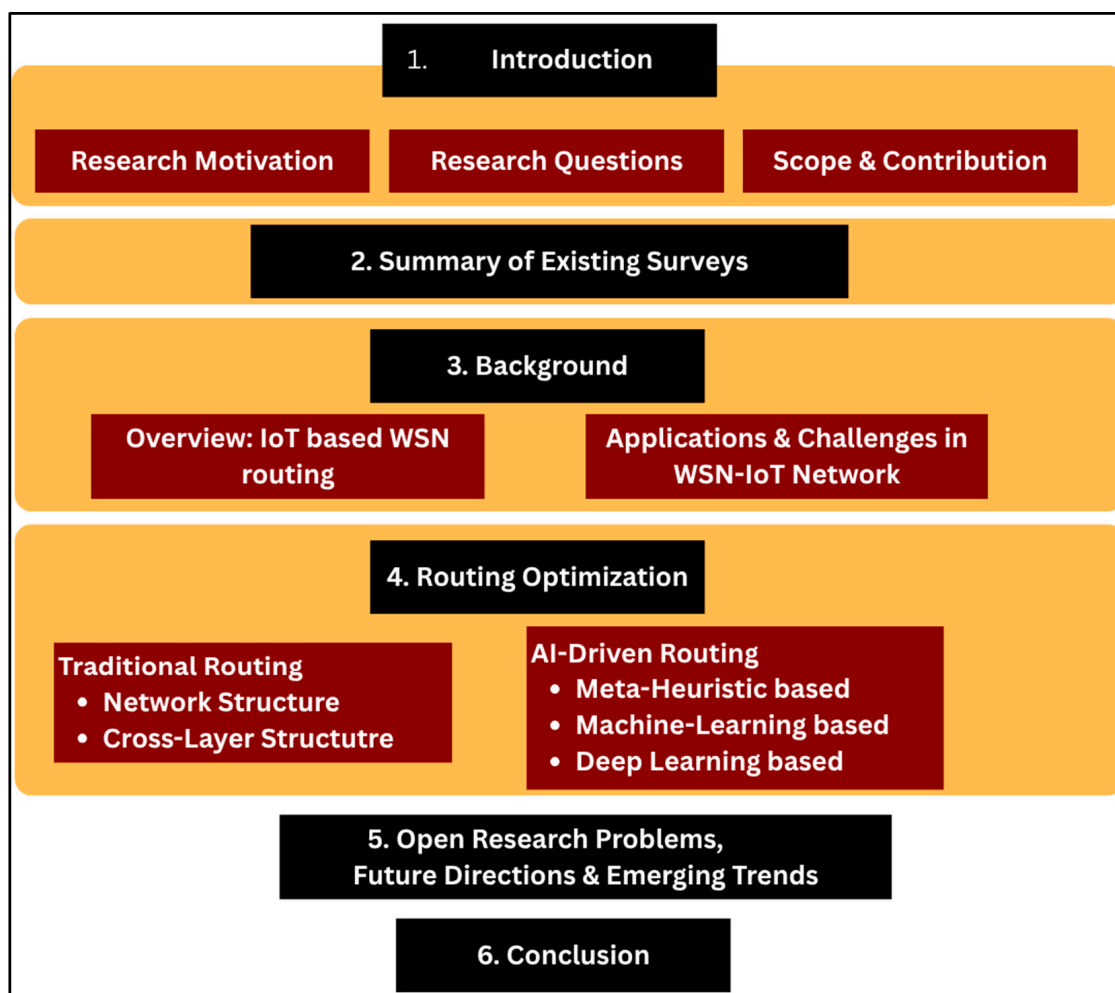 1. Introduction
Research Motivation
Research Questions
Scope & Contribution
2. Summary of Existing Surveys
3. Background
Overview: IoT based WSN
routing
Applications & Challenges in
WSN-IoT Network
4. Routing Optimization
Traditional Routing
• Network Structure
• Cross-Layer Structutre
AI-Driven Routing
• Meta-Heuristic based
• Machine-Learning based
• Deep Learning based
5. Open Research Problems,
Future Directions & Emerging Trends
6. Conclusion